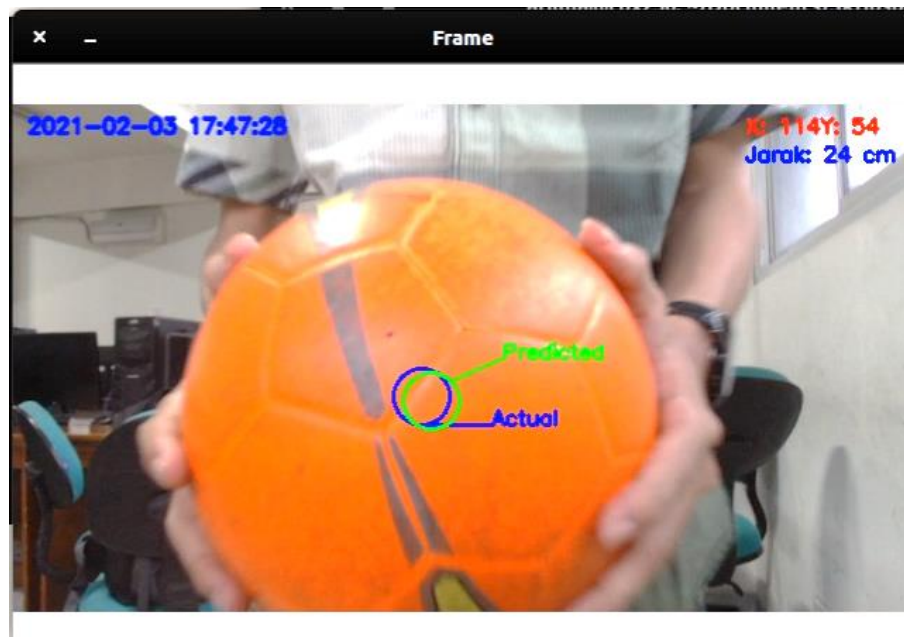 Frame
2021-02-03 17:47:28
X: 114Y: 54
Jarak: 24 cm
Predicted
Actual